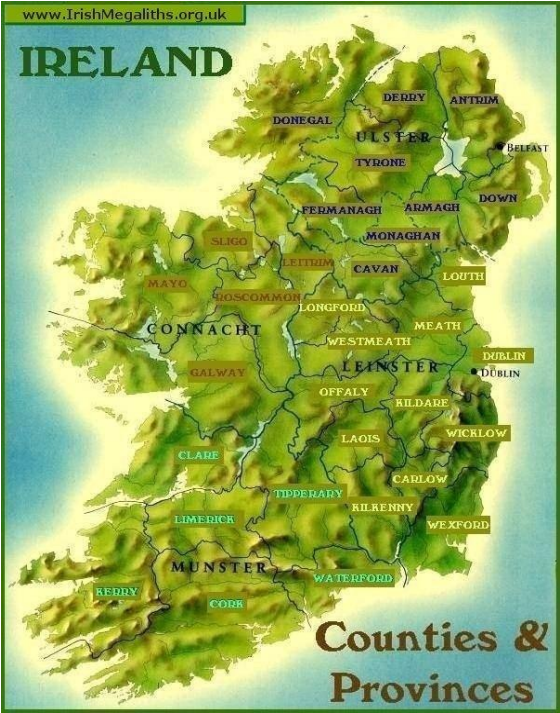 www.IrishMegaliths.org.uk
IRELAND
DERRY
ANTRIM
DONEGAL
ULSTER
BELFAST
TYRONE
DOWN
FERMANAGH
ARMAGH
MONAGHAN
SLIGO
LEITRIM
CAVAN
LOUTH
MAYO
ROSCOMMON
LONGFORD
CONNACHT
MEATH
WESTMEATH
DUBLIN
LEINSTER
DUBLIN
GALWAY
OFFALY
KILDARE
LAOIS
WICKLOW
CLARE
CARLOW
TIPPERARY
KILKENNY
LIMERICK
WEXFORD
MUNSTER
WATERFORD
KERRY
CORK
Counties &
Provinces